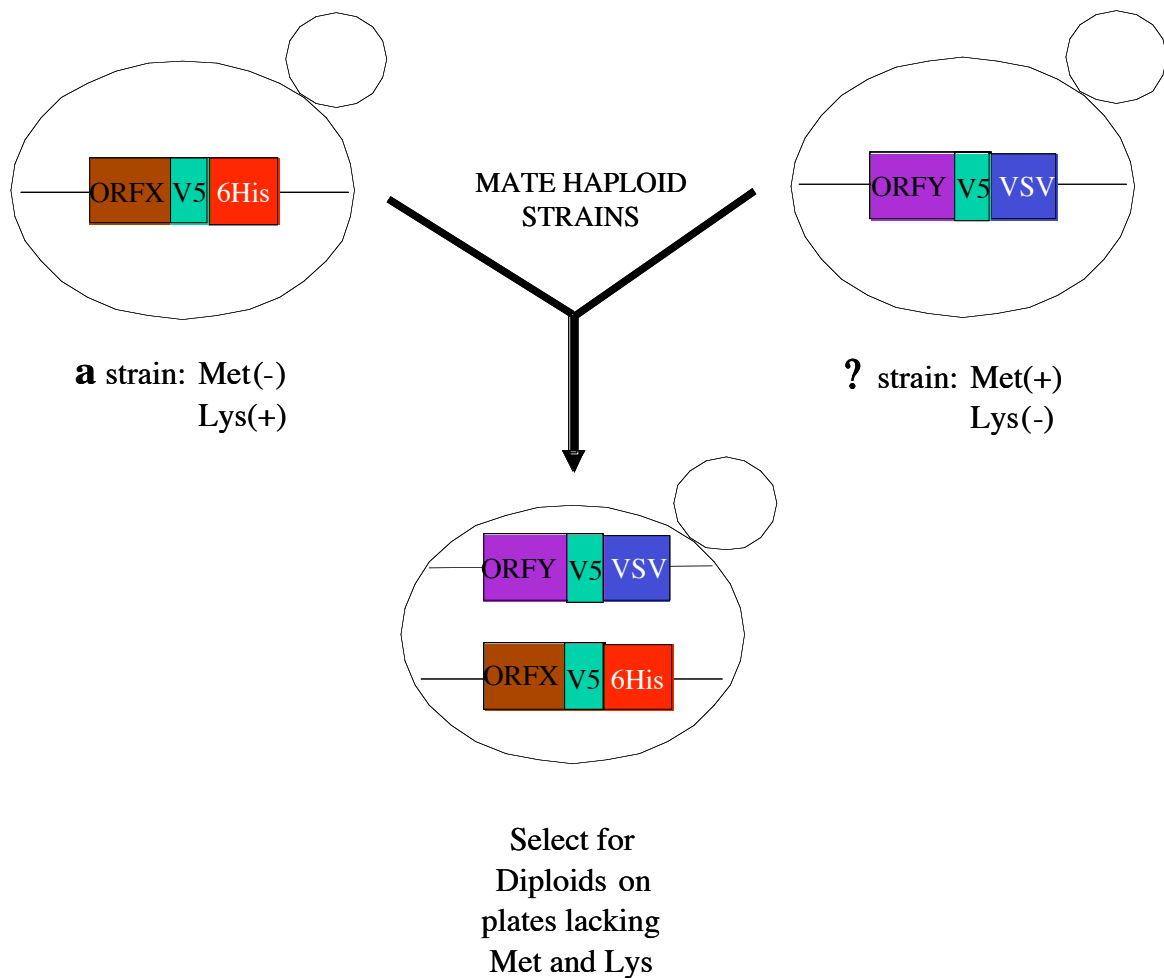 ORFX V5 6His
MATE HAPLOID
STRAINS
ORFY V5 VSV
a strain: Met(-)
Lys(+)
? strain: Met(+)
Lys(-)
ORFY V5 VSV
ORFX V5 6His
Select for
Diploids on
plates lacking
Met and Lys